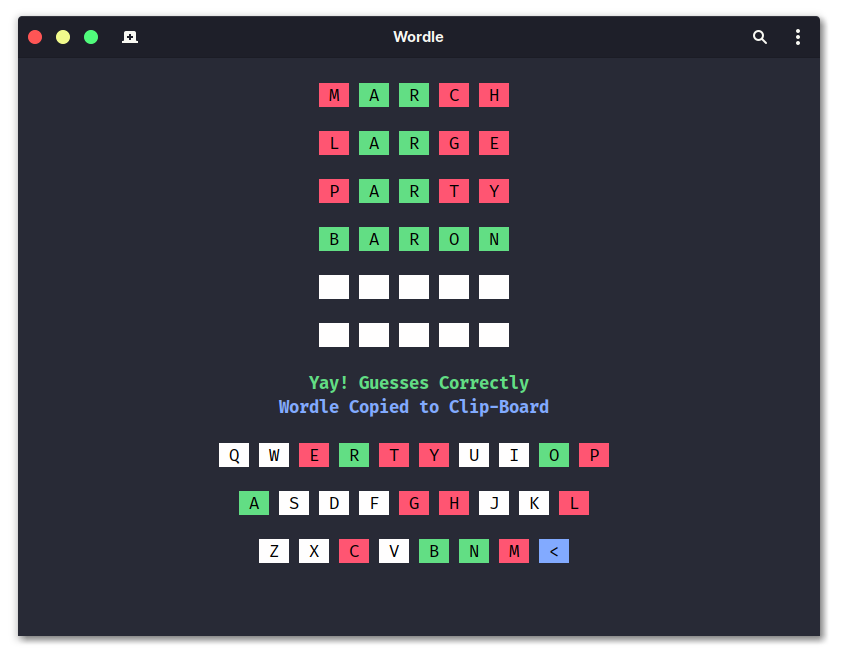 Wordle
M A R C H
L A R G E
P A R T Y
B A R O N
Yay! Guesses Correctly
Wordle Copied to Clip-Board
Q W E R T Y U I O P
A S D F G H J K L
Z X C V B N M <